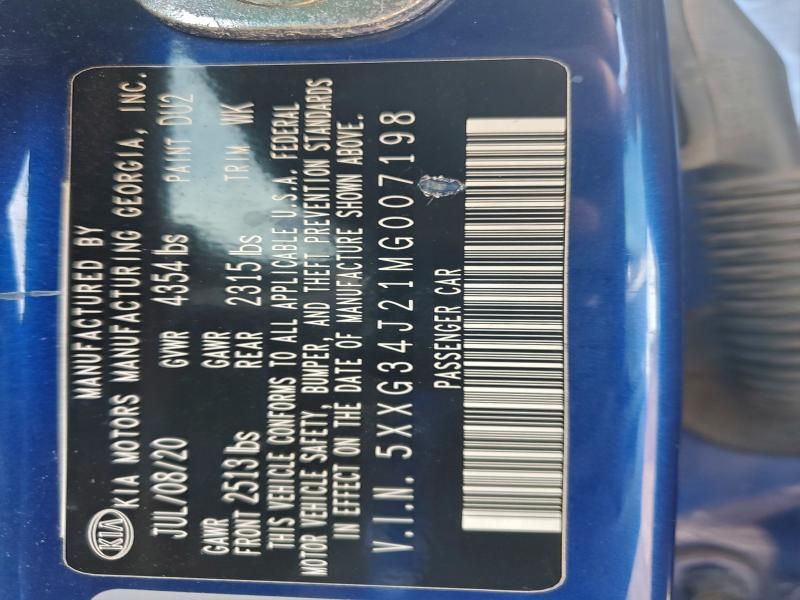 MANUFACTURED BY
KIA KIA MOTORS MANUFACTURING GEORGIA, INC.
JUL/08/20 GVWR 4354 lbs PAINT DU2
GAWR FRONT 2513 lbs GAWR REAR 2315 lbs TRIM WK
THIS VEHICLE CONFORMS TO ALL APPLICABLE U.S.A. FEDERAL
MOTOR VEHICLE SAFETY, BUMPER, AND THEFT PREVENTION STANDARDS
IN EFFECT ON THE DATE OF MANUFACTURE SHOWN ABOVE.
V.I.N. 5XXG34J21MG007198
PASSENGER CAR